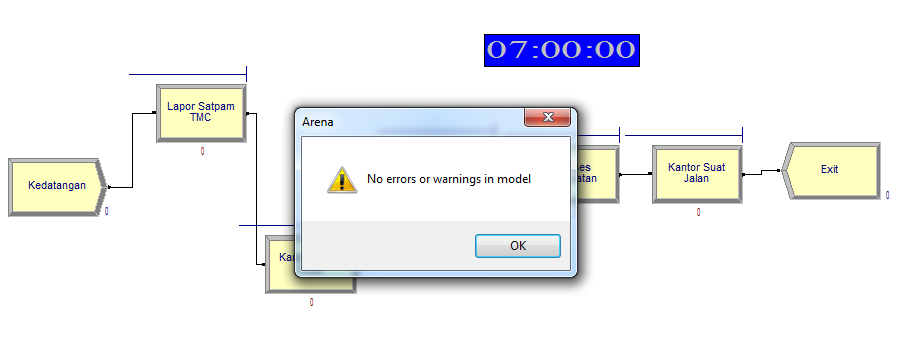 07:00:00
Lapor Satpam
TMC
0
Kedatangan
0
Arena
No errors or warnings in model
OK
0
Kantor Suat
Jalan
0
Exit
0